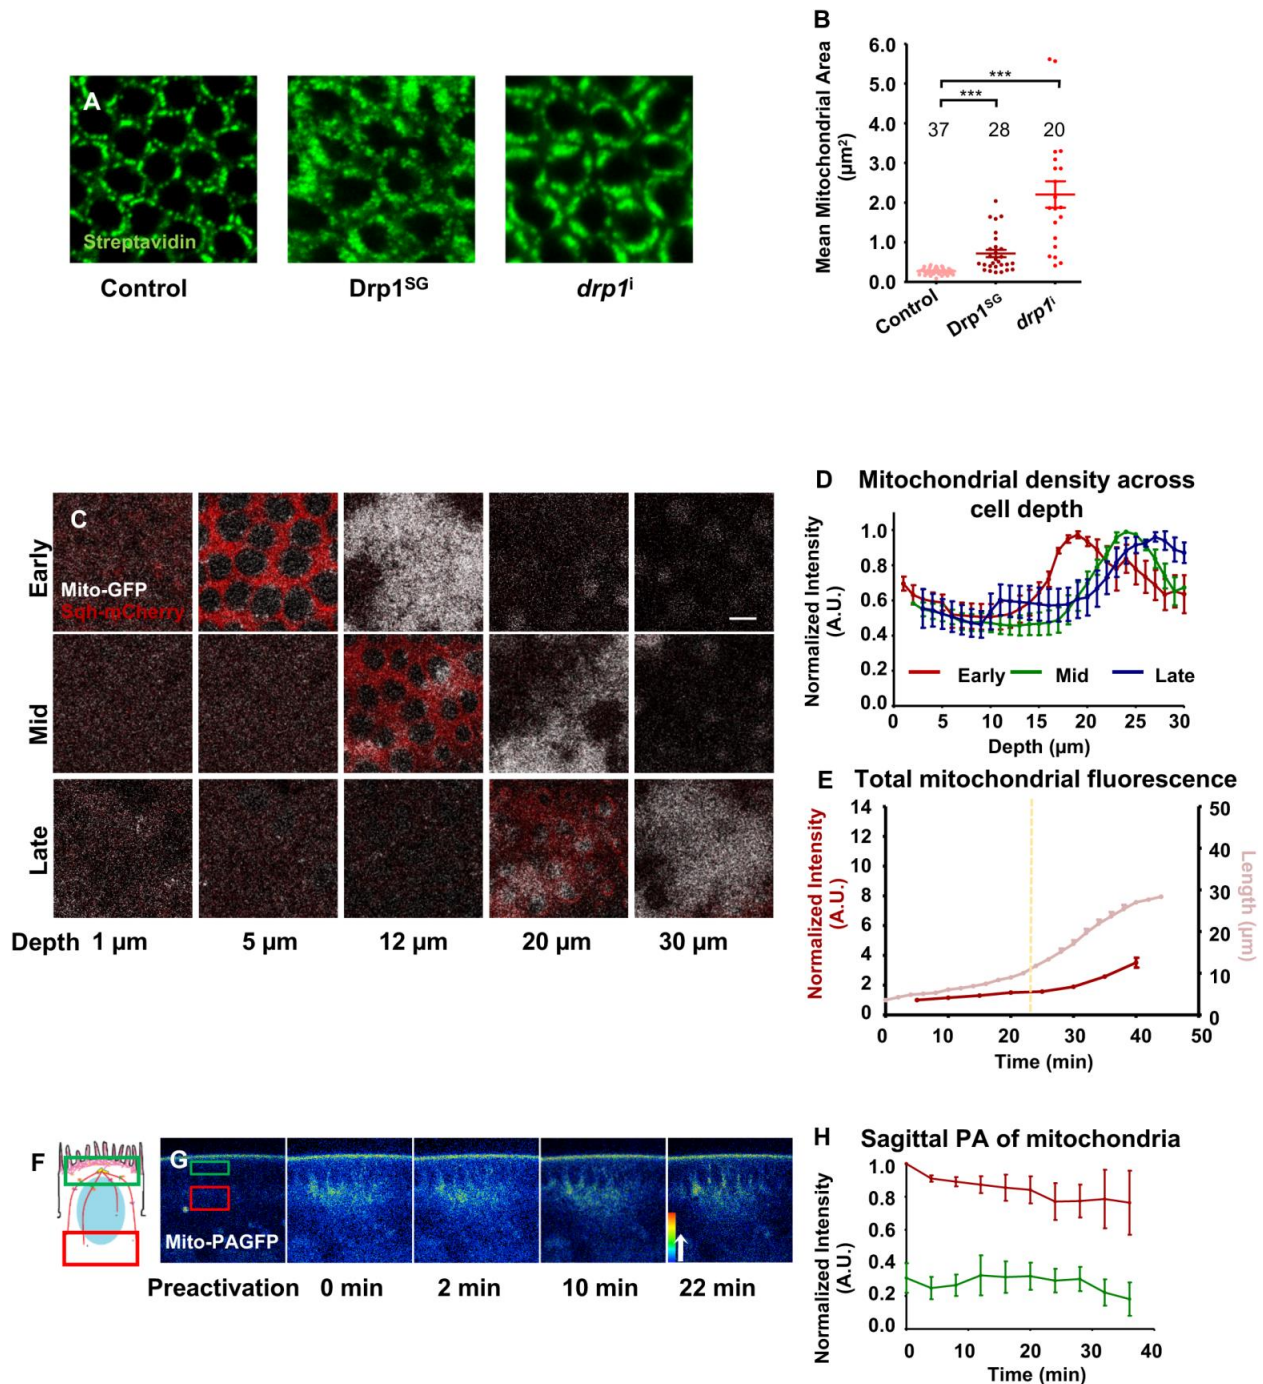 A
Streptavidin
Control
Drp1SG
drp1i
B
Mean Mitochondrial Area
(µm²)
6.0
5.0
4.0
3.0
2.0
1.0
0.0
***
***
37
28
20
Control
Drp1SG
drp1i
C
Mito-GFP
Sqh-mCherry
Early
Mid
Late
Depth 1 µm
5 µm
12 µm
20 µm
30 µm
D
Mitochondrial density across
cell depth
Normalized Intensity
(A.U.)
1.0
0.8
0.6
0.4
0.2
0.0
Early
Mid
Late
0
5
10
15
20
25
30
Depth (µm)
E
Total mitochondrial fluorescence
Normalized Intensity
(A.U.)
14
12
10
8
6
4
2
0
50
40
30
20
10
0
Length (µm)
0
10
20
30
40
50
Time (min)
F
G
Mito-PAGFP
Preactivation
0 min
2 min
10 min
22 min
H
Sagittal PA of mitochondria
Normalized Intensity
(A.U.)
1.0
0.8
0.6
0.4
0.2
0.0
0
10
20
30
40
Time (min)